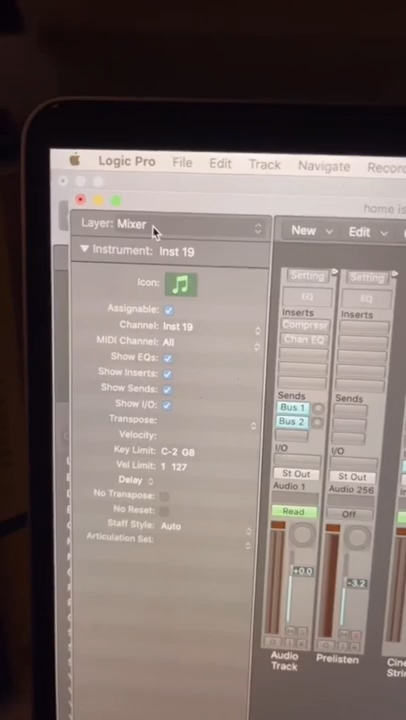 Logic Pro File Edit Track Navigate Record
home is
Layer: Mixer
New Edit
Instrument: Inst 19
Icon:
Assignable:
Channel: Inst 19
MIDI Channel: All
Show EQs:
Show Inserts:
Show Sends:
Show I/O:
Transpose:
Velocity:
Key Limit: C-2 G8
Vel Limit: 1 127
Delay
No Transpose:
No Reset:
Staff Style: Auto
Articulation Set:
Setting Setting
EQ EQ
Inserts Inserts
Compress
Chan EQ
Sends Sends
Bus 1
Bus 2
I/O I/O
St Out St Out
Audio 1 Audio 256
Read Off
+0.0 -3.2
Audio Track
Prelisten